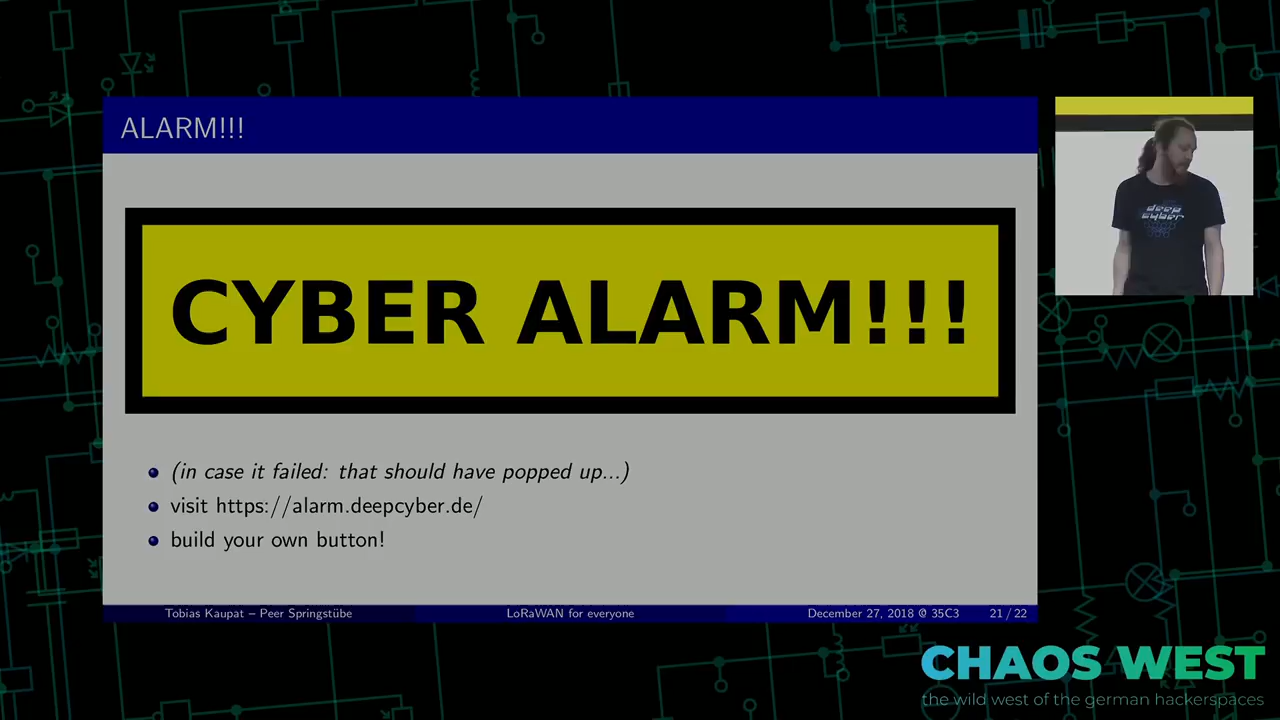 ALARM!!!
CYBER ALARM!!!
(in case it failed: that should have popped up...)
visit https://alarm.deepcyber.de/
build your own button!
Tobias Kaupat – Peer Springstübe
LoRaWAN for everyone
December 27, 2018 @ 35C3
21 / 22
deep
cyber
CHAOS WEST
the wild west of the german hackerspaces